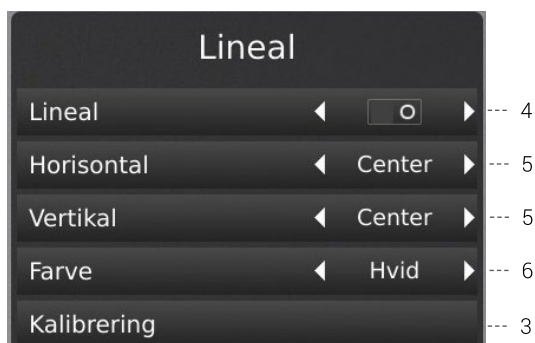 Lineal
Lineal 4
Horisontal Center 5
Vertikal Center 5
Farve Hvid 6
Kalibrering 3